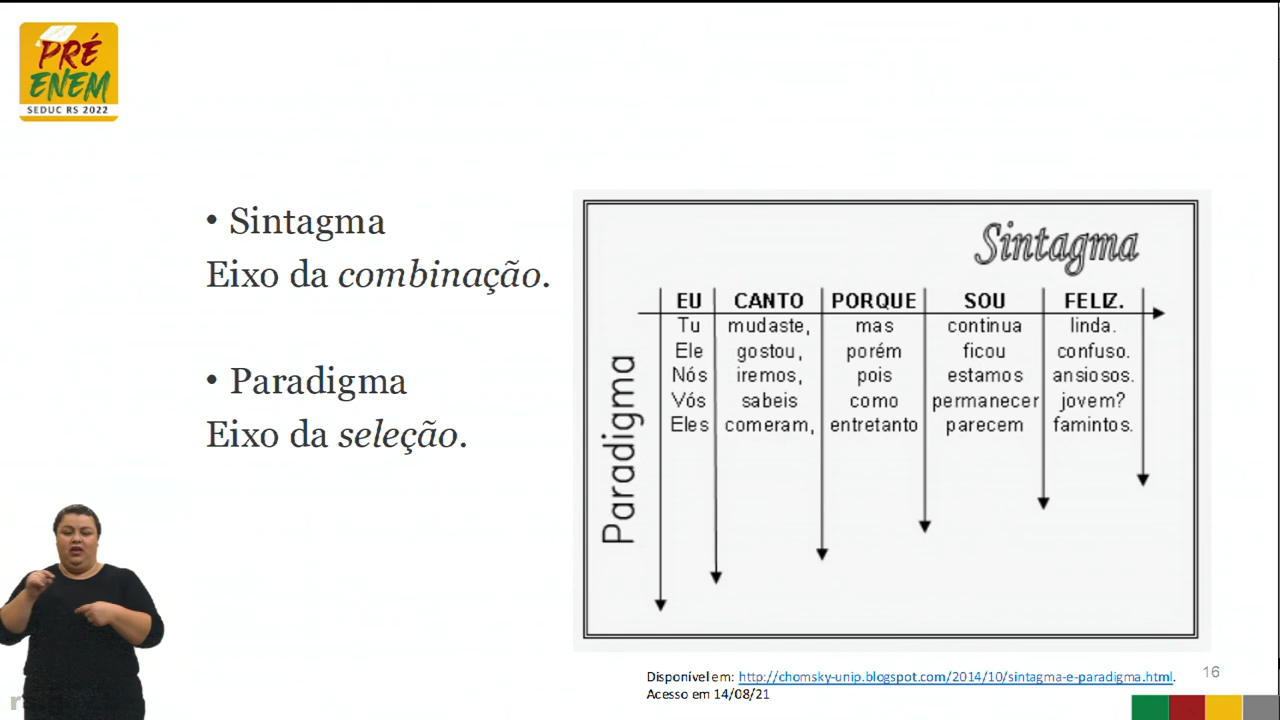 PRÉ
ENEM
SEDUC RS 2022
• Sintagma
Eixo da combinação.
• Paradigma
Eixo da seleção.
Sintagma
Paradigma
EU CANTO PORQUE SOU FELIZ.
Tu mudaste, mas continua linda.
Ele gostou, porém ficou confuso.
Nós iremos, pois estamos ansiosos.
Vós sabeis como permanecer jovem?
Eles comeram, entretanto parecem famintos.
Disponível em: http://chomsky-unip.blogspot.com/2014/10/sintagma-e-paradigma.html.
Acesso em 14/08/21
16